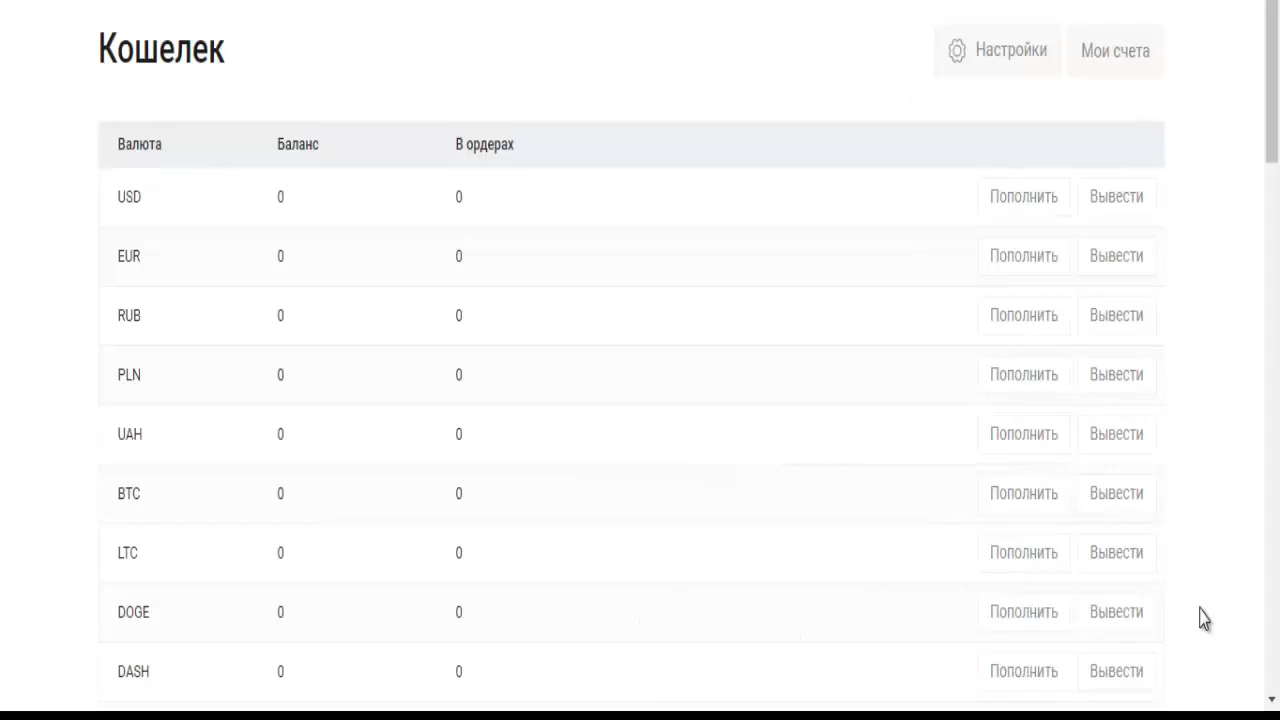 Кошелек
Настройки Мои счета
Валюта Баланс В ордерах
USD 0 0 Пополнить Вывести
EUR 0 0 Пополнить Вывести
RUB 0 0 Пополнить Вывести
PLN 0 0 Пополнить Вывести
UAH 0 0 Пополнить Вывести
BTC 0 0 Пополнить Вывести
LTC 0 0 Пополнить Вывести
DOGE 0 0 Пополнить Вывести
DASH 0 0 Пополнить Вывести